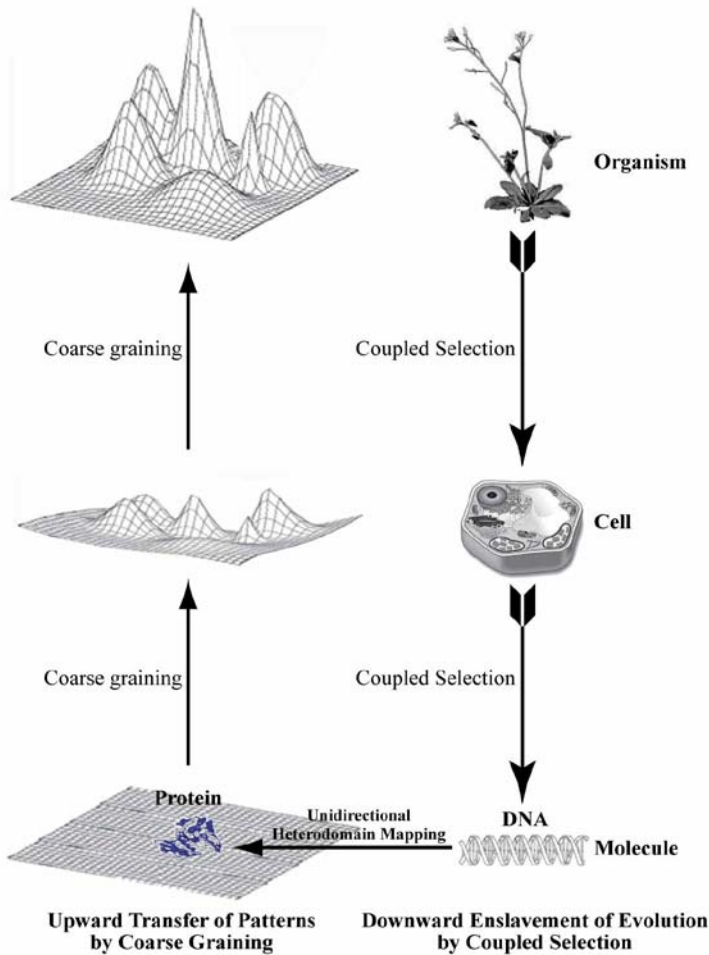 Organism
Coarse graining
Coupled Selection
Cell
Coarse graining
Coupled Selection
Protein
Unidirectional
Heterodomain Mapping
DNA
Molecule
Upward Transfer of Patterns
by Coarse Graining
Downward Enslavement of Evolution
by Coupled Selection